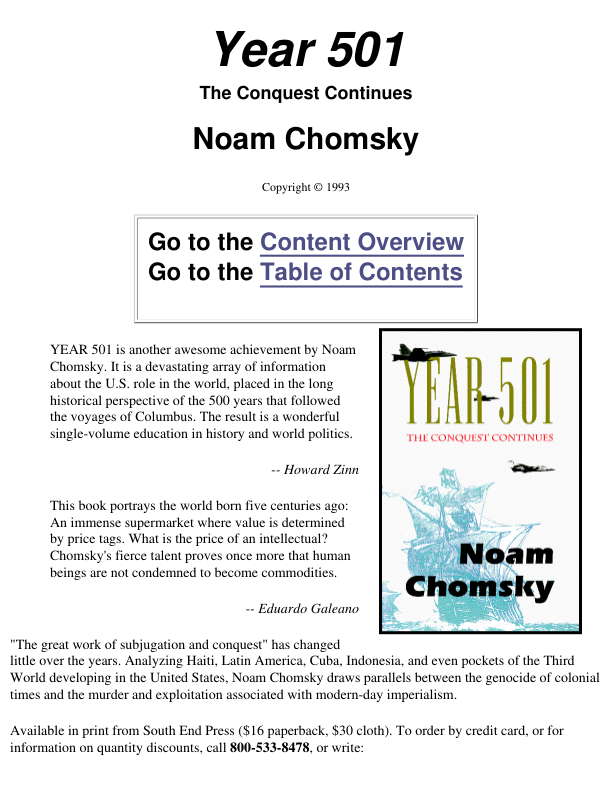 Year 501
The Conquest Continues
Noam Chomsky
Copyright © 1993
Go to the Content Overview
Go to the Table of Contents
YEAR 501 is another awesome achievement by Noam
Chomsky. It is a devastating array of information
about the U.S. role in the world, placed in the long
historical perspective of the 500 years that followed
the voyages of Columbus. The result is a wonderful
single-volume education in history and world politics.
-- Howard Zinn
This book portrays the world born five centuries ago:
An immense supermarket where value is determined
by price tags. What is the price of an intellectual?
Chomsky's fierce talent proves once more that human
beings are not condemned to become commodities.
-- Eduardo Galeano
YEAR 501
THE CONQUEST CONTINUES
Noam
Chomsky
"The great work of subjugation and conquest" has changed
little over the years. Analyzing Haiti, Latin America, Cuba, Indonesia, and even pockets of the Third
World developing in the United States, Noam Chomsky draws parallels between the genocide of colonial
times and the murder and exploitation associated with modern-day imperialism.
Available in print from South End Press ($16 paperback, $30 cloth). To order by credit card, or for
information on quantity discounts, call 800-533-8478, or write: